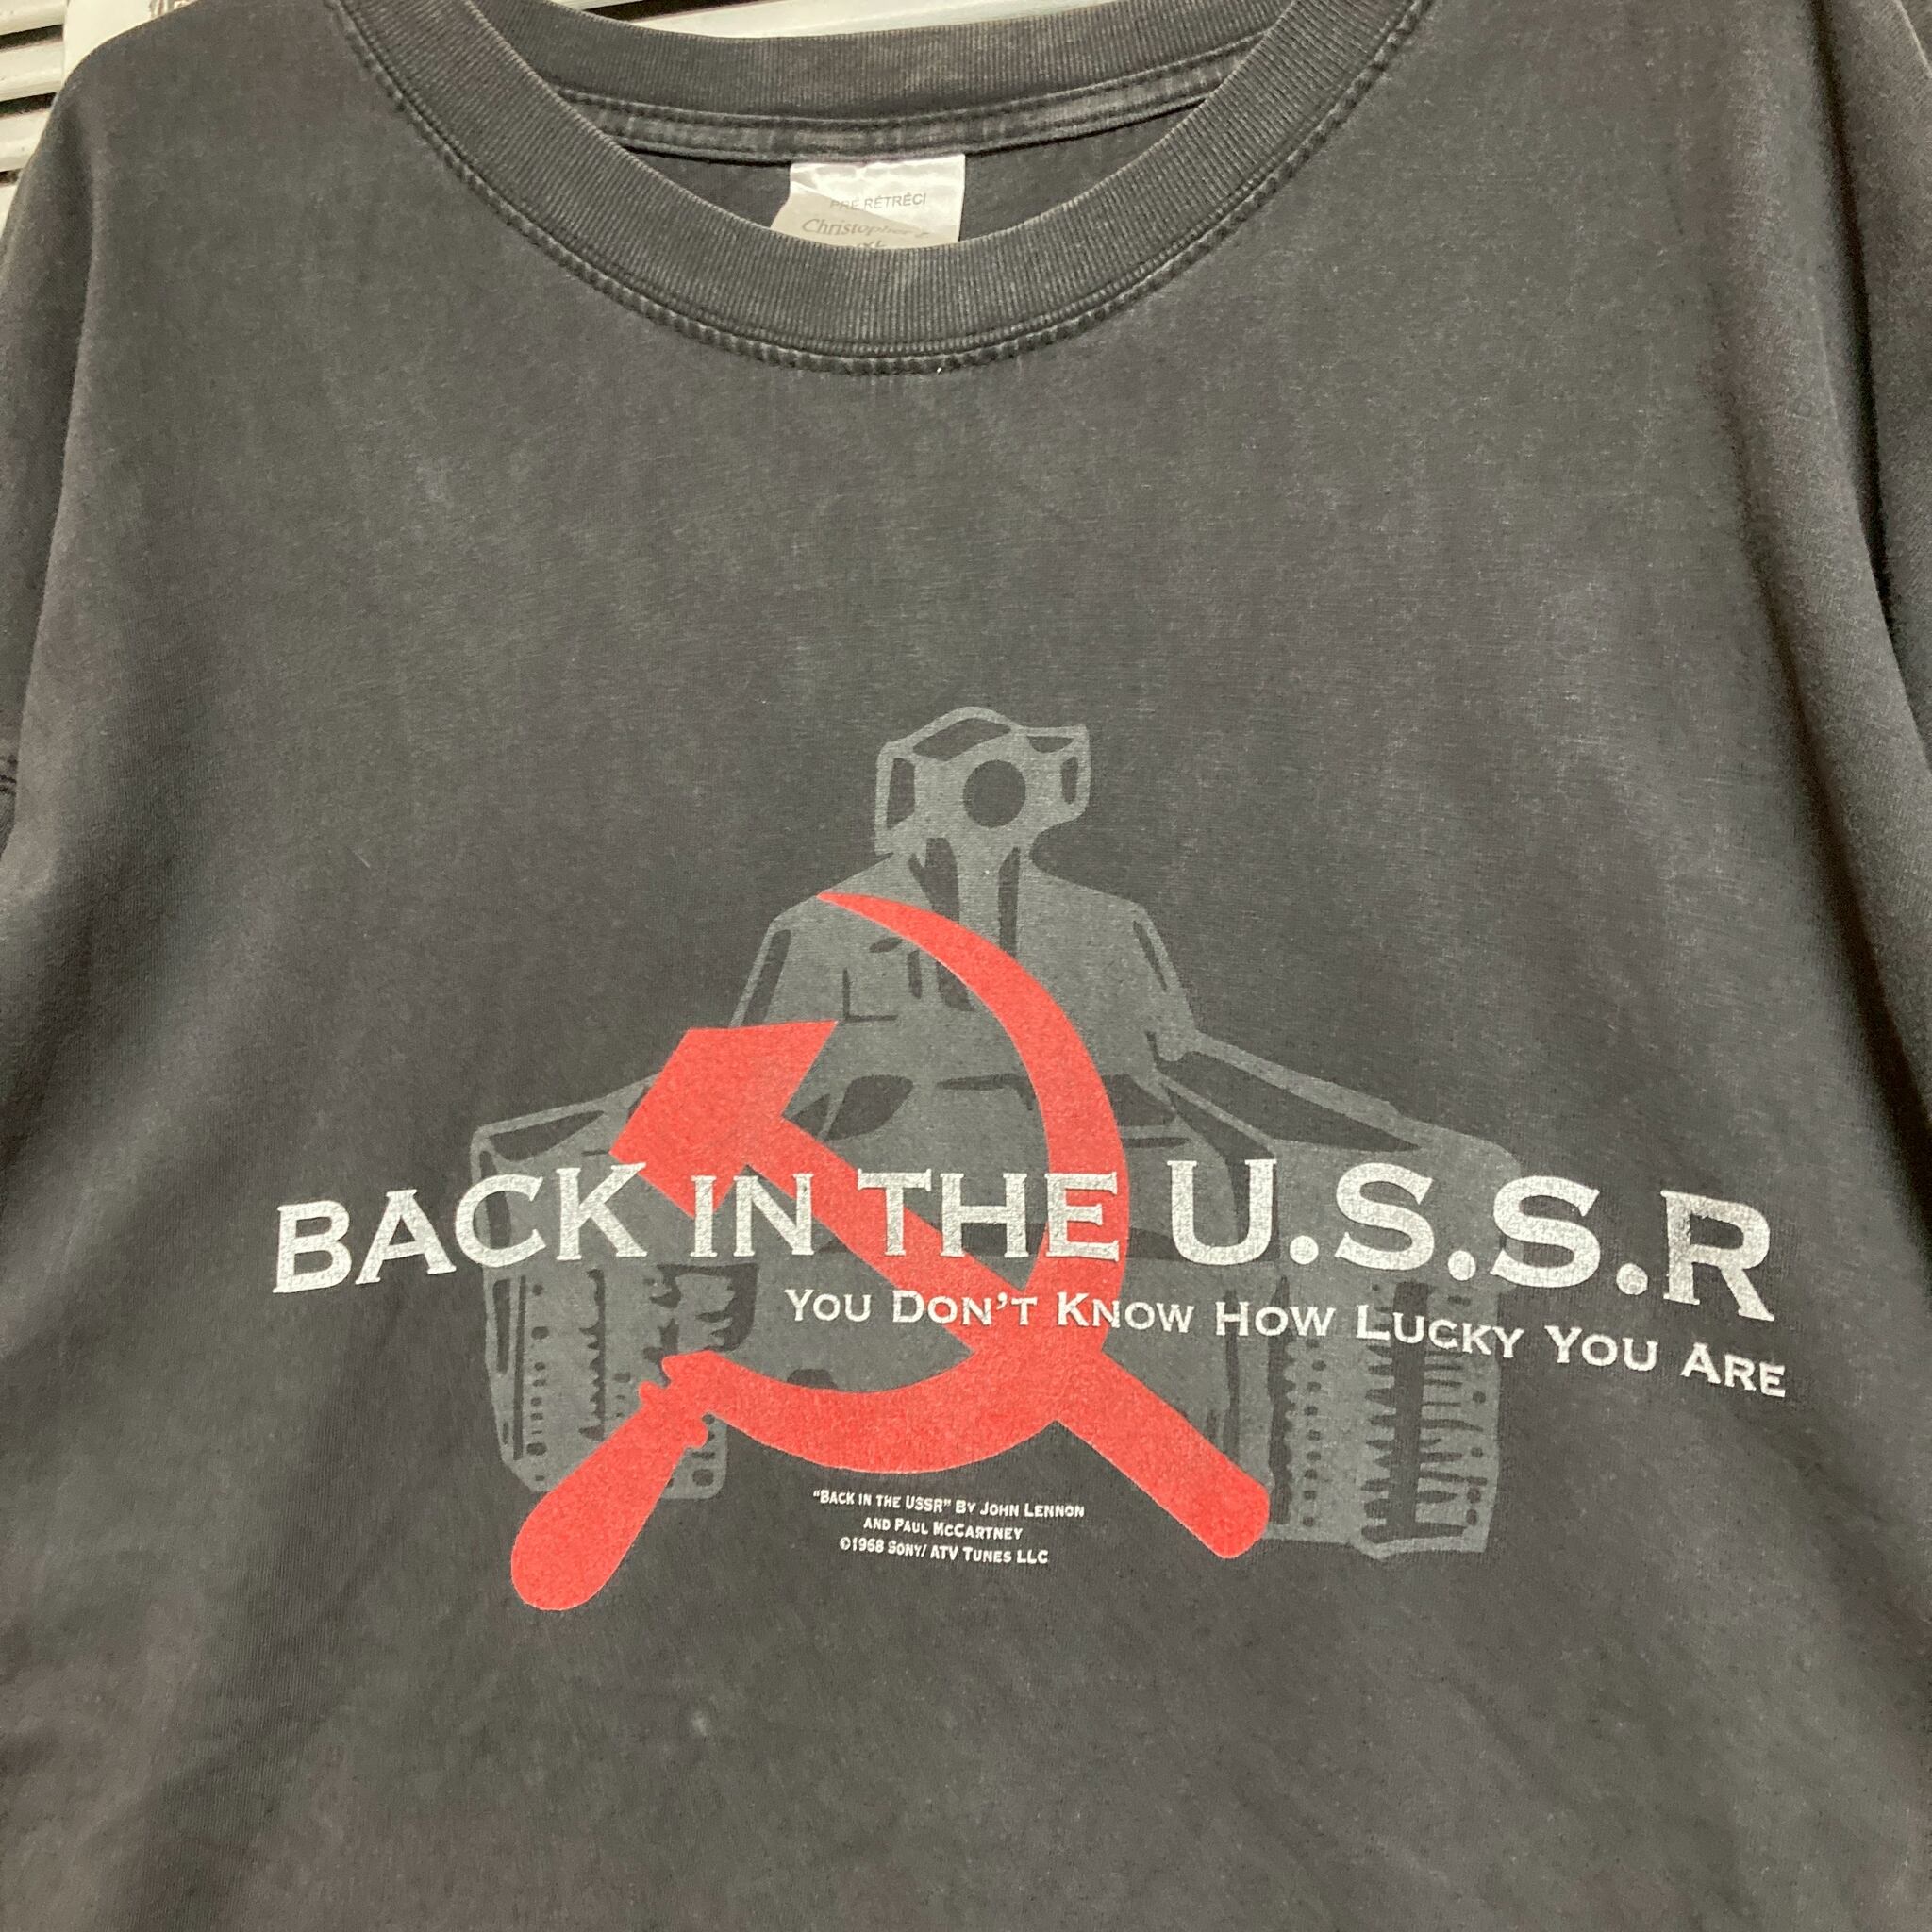 PRÉ RÉTRÉCI
Christopher
BACK IN THE U.S.S.R
YOU DON'T KNOW HOW LUCKY YOU ARE
"BACK IN THE USSR" BY JOHN LENNON
AND PAUL MCCARTNEY
©1968 SONY/ ATV TUNES LLC